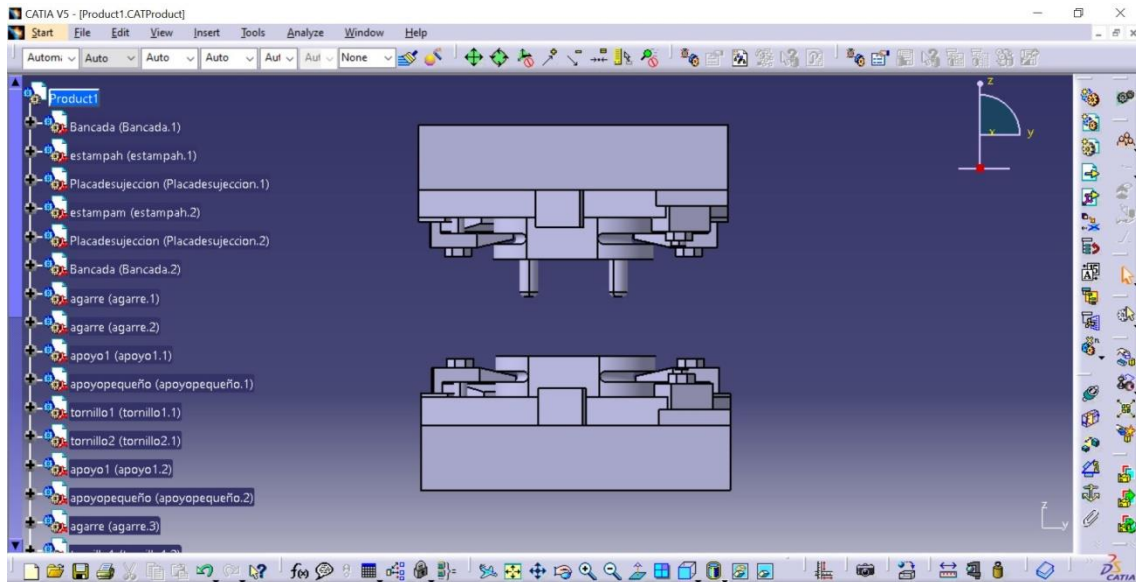 CATIA V5 - [Product1.CATProduct]
Start File Edit View Insert Tools Analyze Window Help
Auto Auto Auto Aut Aut None
Product1
Bancada (Bancada.1)
estampah (estampah.1)
Placadesujeccion (Placadesujeccion.1)
estampam (estampah.2)
Placadesujeccion (Placadesujeccion.2)
Bancada (Bancada.2)
agarre (agarre.1)
agarre (agarre.2)
apoyo1 (apoyo1.1)
apoyopequeño (apoyopequeño.1)
tornillo1 (tornillo1.1)
tornillo2 (tornillo2.1)
apoyo1 (apoyo1.2)
apoyopequeño (apoyopequeño.2)
agarre (agarre.3)
z
x y
z
y
f(x)
CATIA